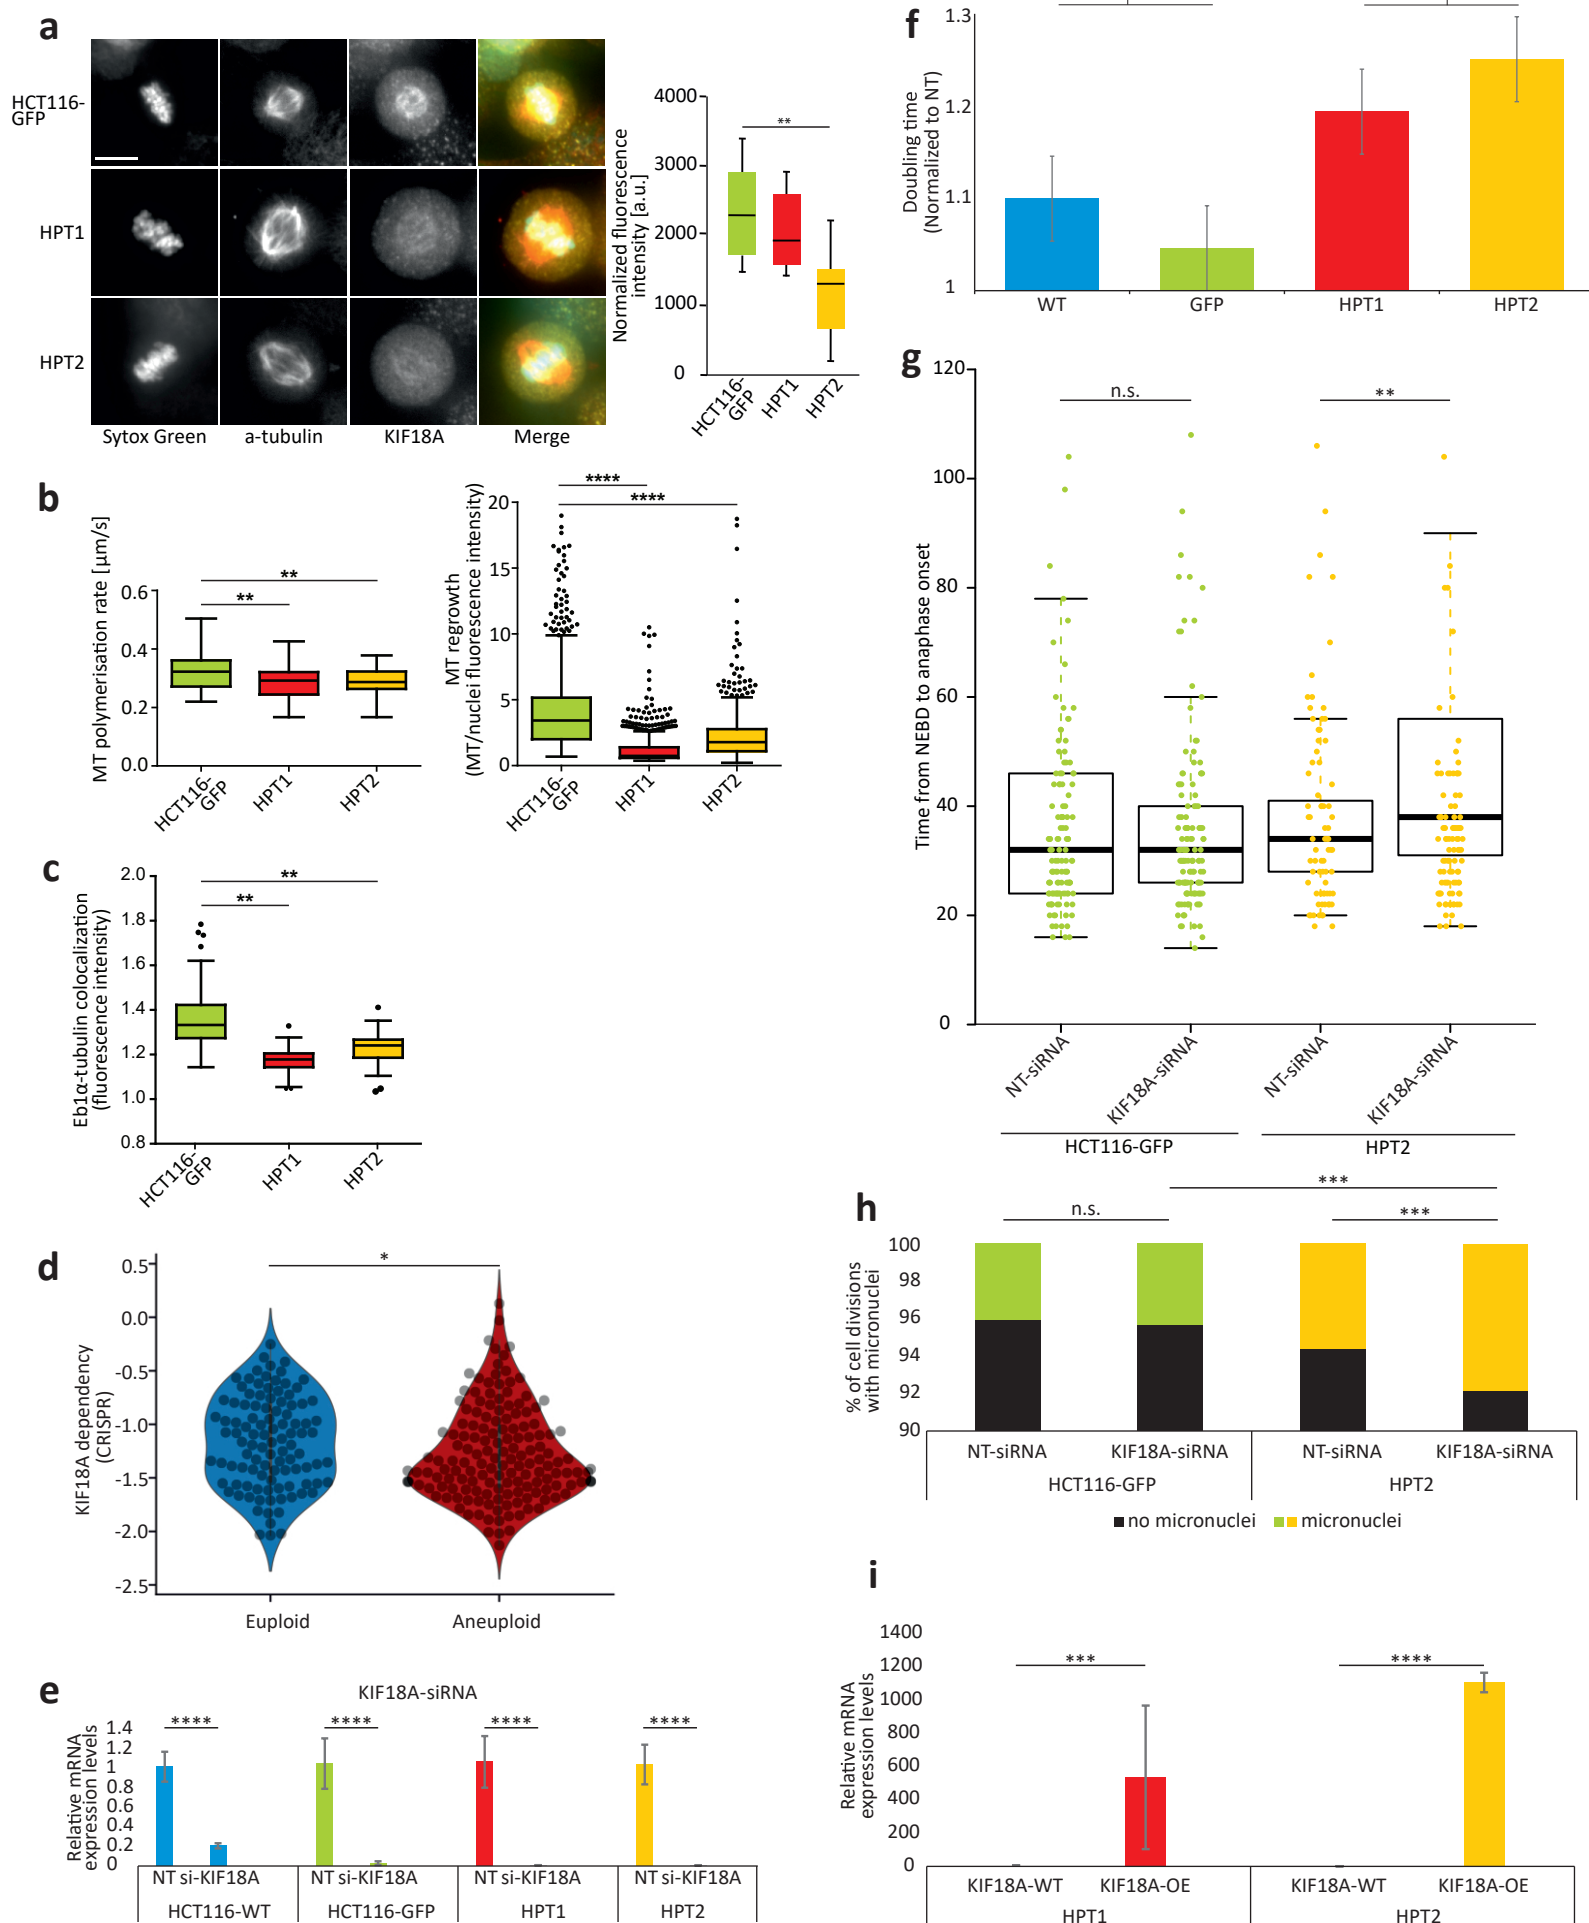 a
HCT116-
GFP
HPT1
HPT2
Sytox Green
a-tubulin
KIF18A
Merge
Normalized fluorescence
intensity [a.u.]
4000
3000
2000
1000
0
**
HCT116-
GFP
HPT1
HPT2
b
MT polymerisation rate [µm/s]
0.6
0.4
0.2
0.0
**
**
HCT116-
GFP
HPT1
HPT2
MT regrowth
(MT/nuclei fluorescence intensity)
20
15
10
5
0
****
****
HCT116-
GFP
HPT1
HPT2
c
Eb1α-tubulin colocalization
(fluorescence intensity)
2.0
1.8
1.6
1.4
1.2
1.0
0.8
**
**
HCT116-
GFP
HPT1
HPT2
d
KIF18A dependency
(CRISPR)
0.5
0.0
-0.5
-1.0
-1.5
-2.0
-2.5
*
Euploid
Aneuploid
e
KIF18A-siRNA
Relative mRNA
expression levels
1.4
1.2
1
0.8
0.6
0.4
0.2
0
****
****
****
****
NT si-KIF18A
NT si-KIF18A
NT si-KIF18A
NT si-KIF18A
HCT116-WT
HCT116-GFP
HPT1
HPT2
f
Doubling time
(Normalized to NT)
1.3
1.2
1.1
1
WT
GFP
HPT1
HPT2
g
Time from NEBD to anaphase onset
120
100
80
60
40
20
0
n.s.
**
NT-siRNA
KIF18A-siRNA
NT-siRNA
KIF18A-siRNA
HCT116-GFP
HPT2
h
% of cell divisions
with micronuclei
100
98
96
94
92
90
n.s.
***
***
NT-siRNA
KIF18A-siRNA
NT-siRNA
KIF18A-siRNA
HCT116-GFP
HPT2
no micronuclei
micronuclei
i
Relative mRNA
expression levels
1400
1200
1000
800
600
400
200
0
***
****
KIF18A-WT
KIF18A-OE
KIF18A-WT
KIF18A-OE
HPT1
HPT2